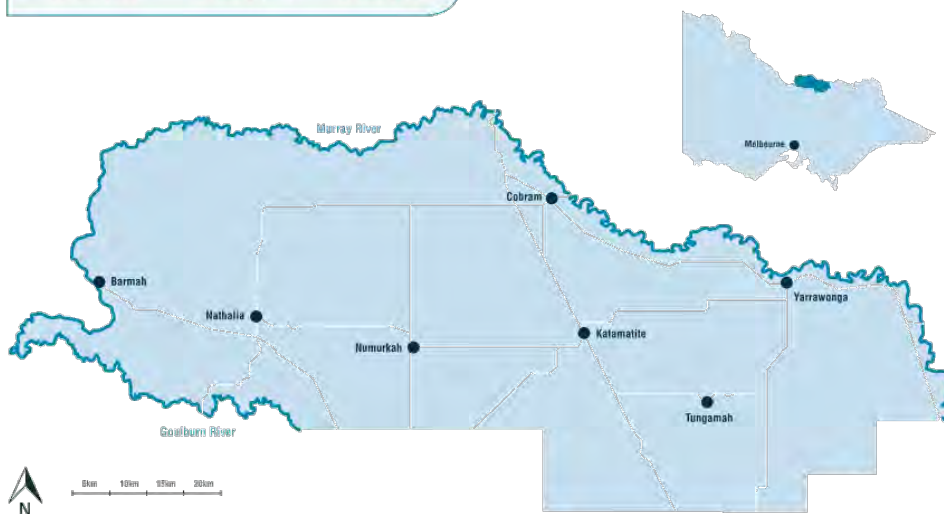 Melbourne
Murray River
Cobram
Barmah
Yarrawonga
Nathalia
Katamatite
Numurkah
Tungamah
Goulburn River
5km 10km 15km 20km
N